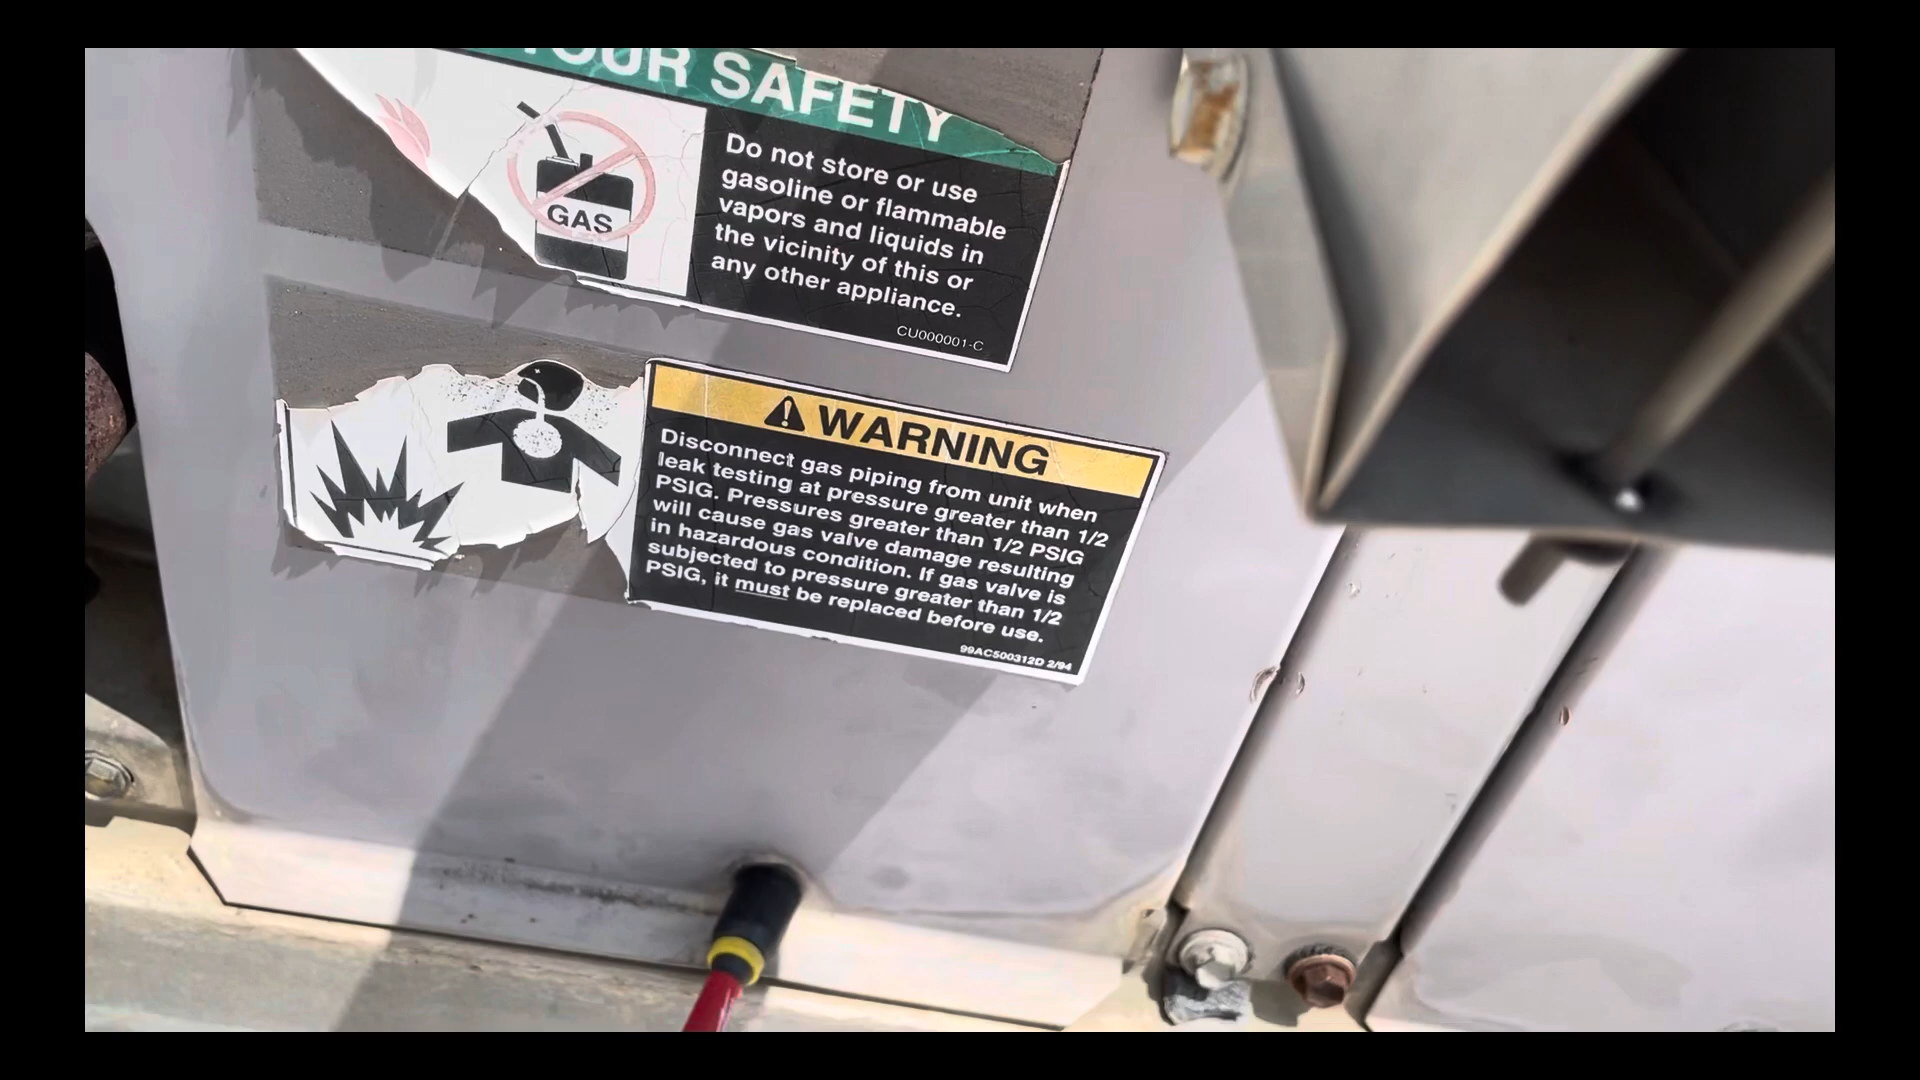 YOUR SAFETY
GAS
Do not store or use
gasoline or flammable
vapors and liquids in
the vicinity of this or
any other appliance.
CU000001-C
WARNING
Disconnect gas piping from unit when
leak testing at pressure greater than 1/2
PSIG. Pressures greater than 1/2 PSIG
will cause gas valve damage resulting
in hazardous condition. If gas valve is
subjected to pressure greater than 1/2
PSIG, it must be replaced before use.
99AC500312D 2/94